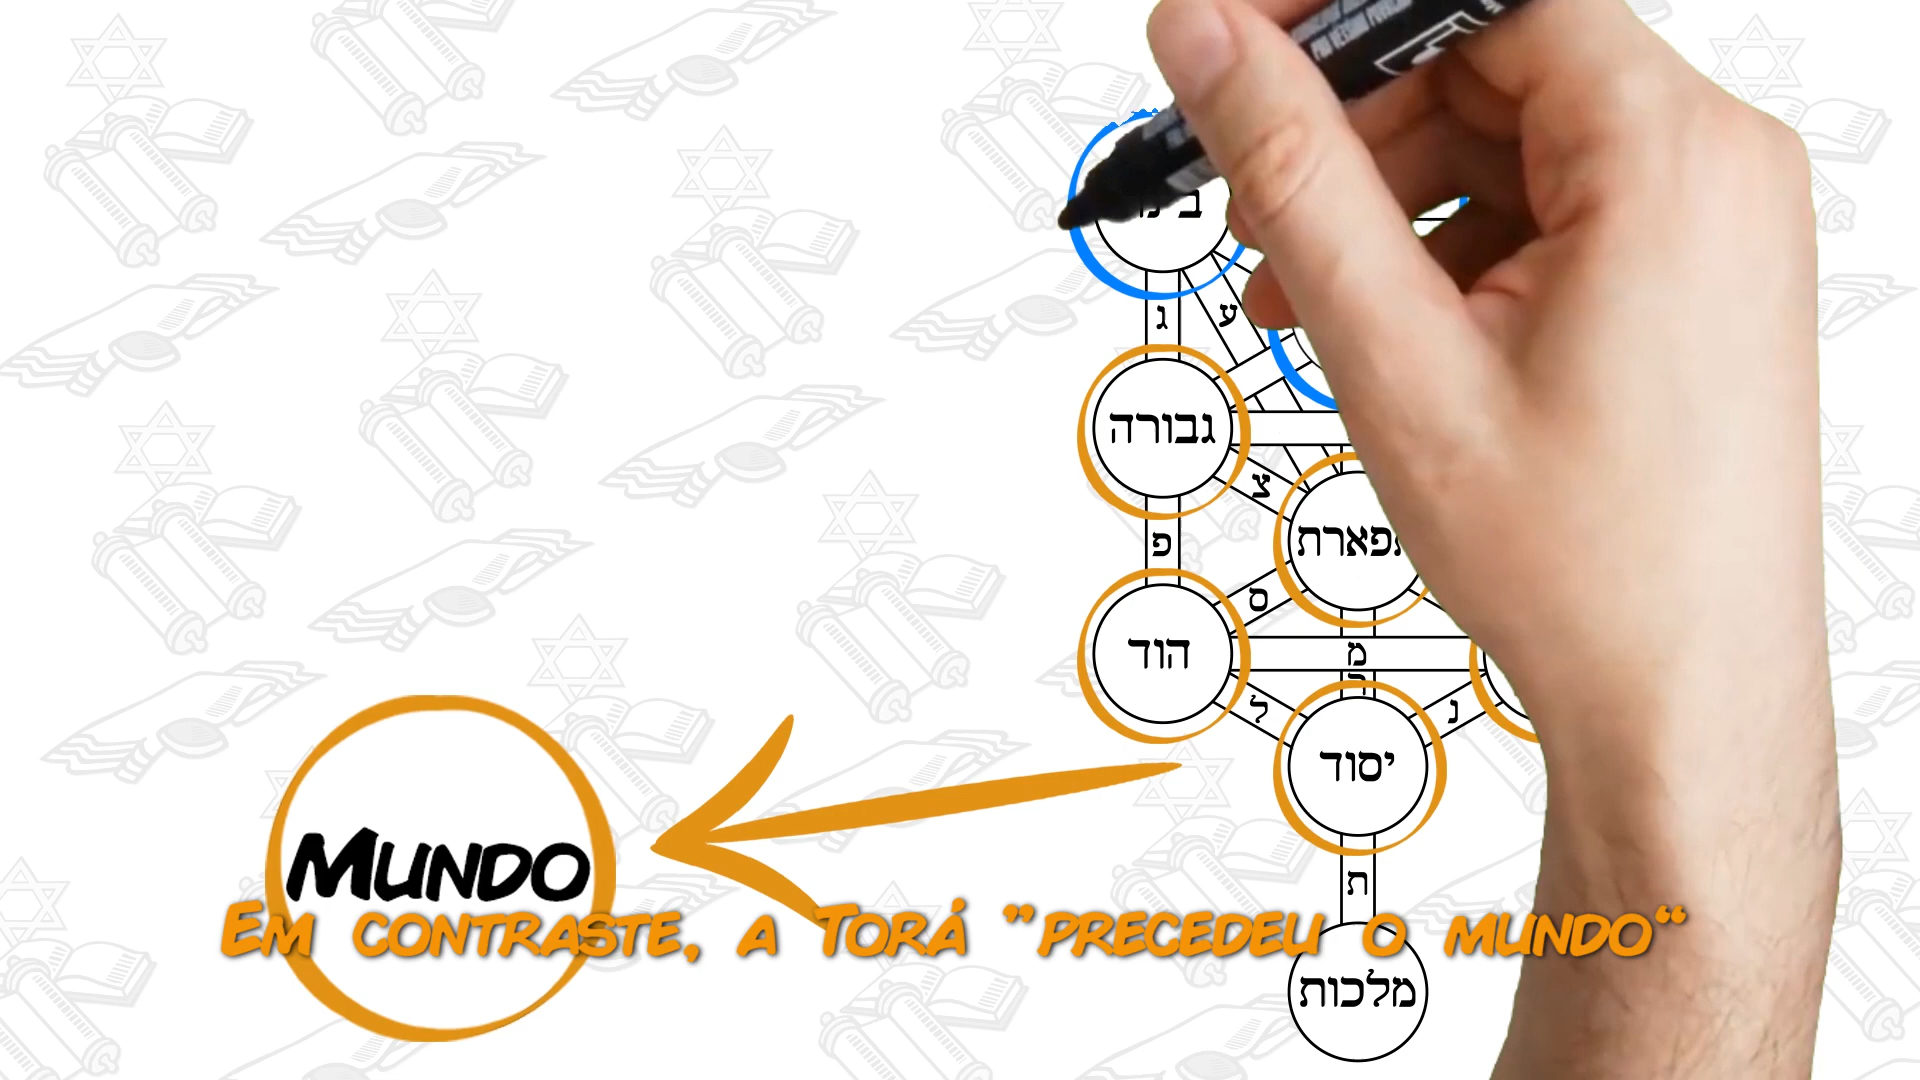 ג
ע
גבורה
צ
תפארת
פ
ס
הוד
מ
ל
נ
יסוד
Mundo
ת
Em contraste, a Torá "precedeu o mundo"
מלכות